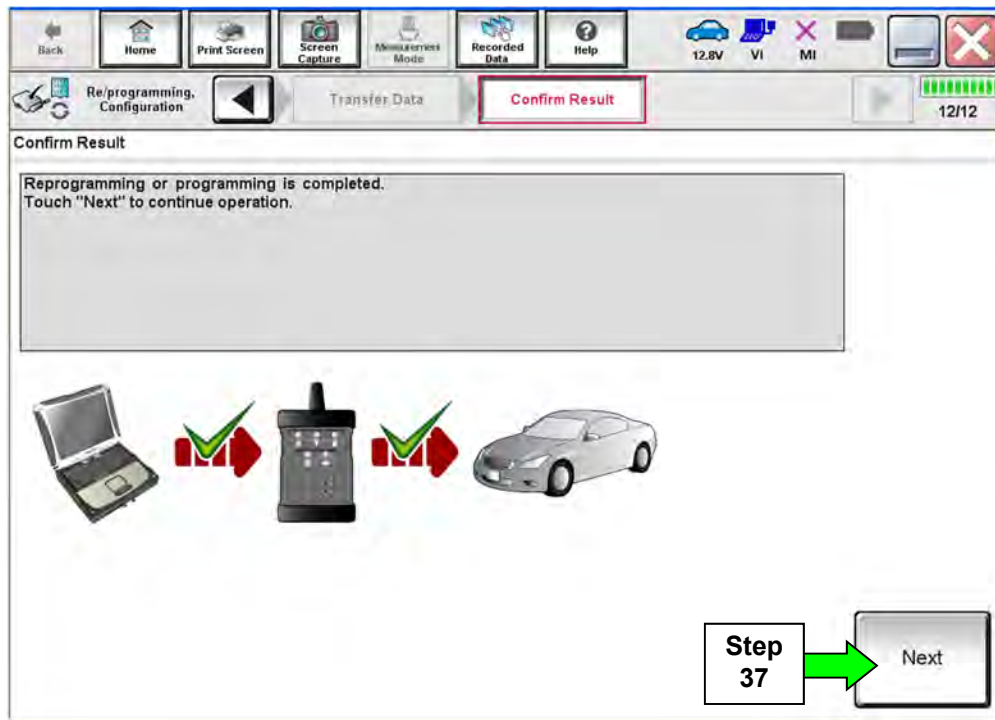 Back
Home
Print Screen
Screen
Capture
Measurement
Mode
Recorded
Data
?
Help
12.8V
VI
MI
Re/programming,
Configuration
Transfer Data
Confirm Result
12/12
Confirm Result
Reprogramming or programming is completed.
Touch "Next" to continue operation.
Step
37
Next